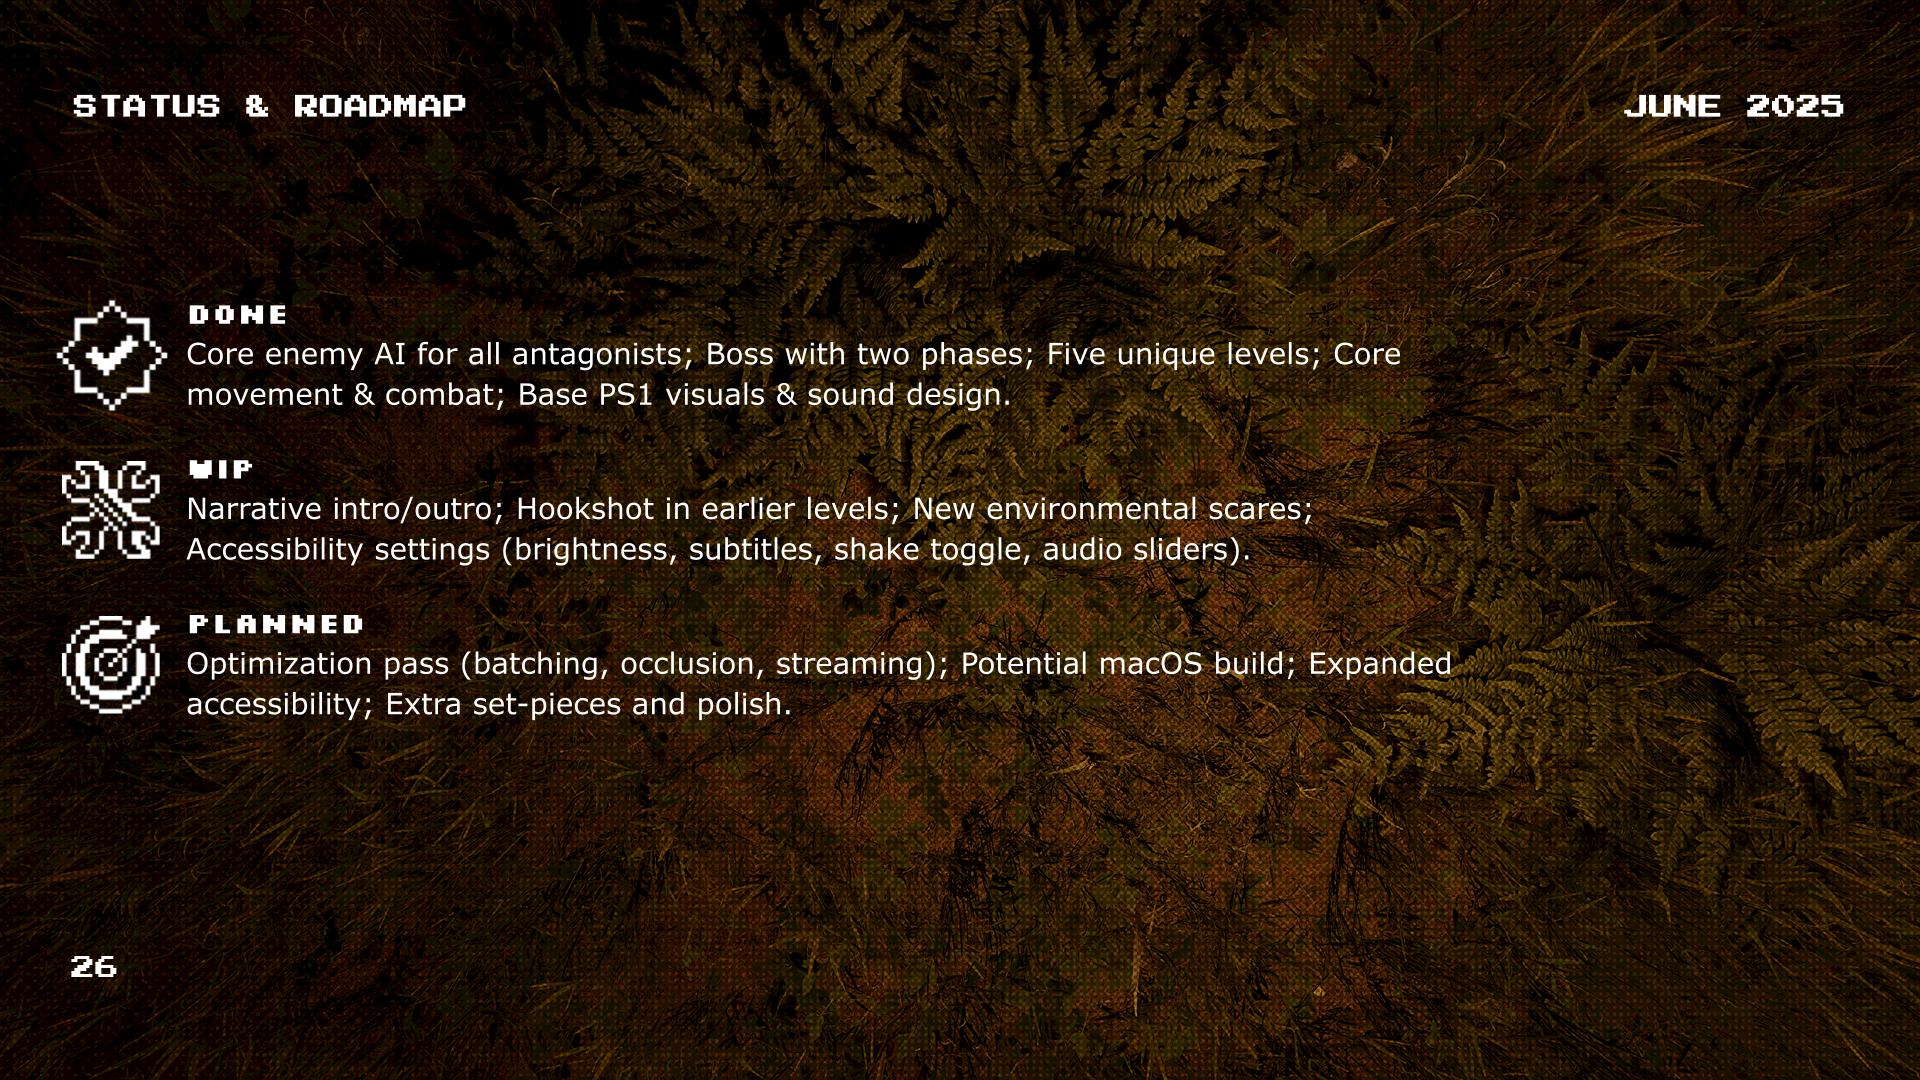 STATUS & ROADMAP
JUNE 2025
DONE
Core enemy AI for all antagonists; Boss with two phases; Five unique levels; Core
movement & combat; Base PS1 visuals & sound design.
WIP
Narrative intro/outro; Hookshot in earlier levels; New environmental scares;
Accessibility settings (brightness, subtitles, shake toggle, audio sliders).
PLANNED
Optimization pass (batching, occlusion, streaming); Potential macOS build; Expanded
accessibility; Extra set-pieces and polish.
26